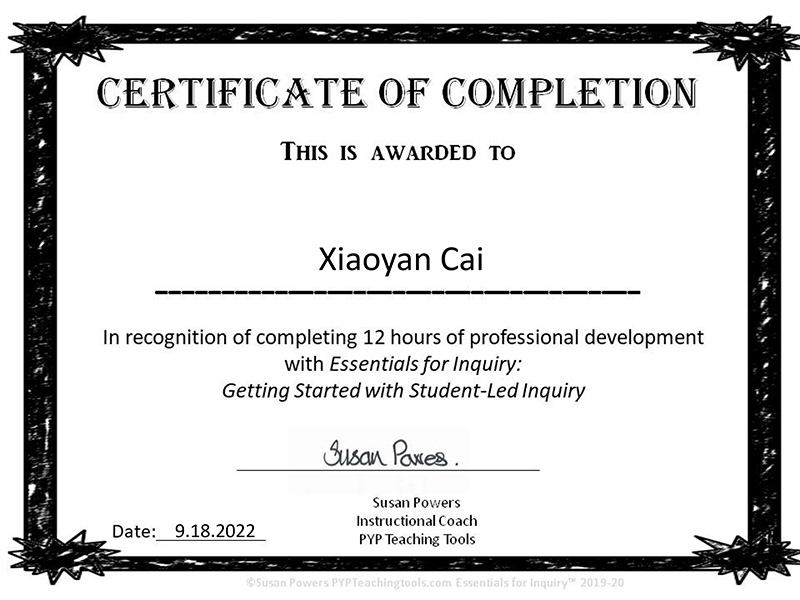 CERTIFICATE OF COMPLETION
THIS IS AWARDED TO
Xiaoyan Cai
In recognition of completing 12 hours of professional development
with Essentials for Inquiry:
Getting Started with Student-Led Inquiry
Susan Powers.
Susan Powers
Instructional Coach
PYP Teaching Tools
Date: 9.18.2022
©Susan Powers PYPTeachingtools.com Essentials for Inquiry™ 2019-20